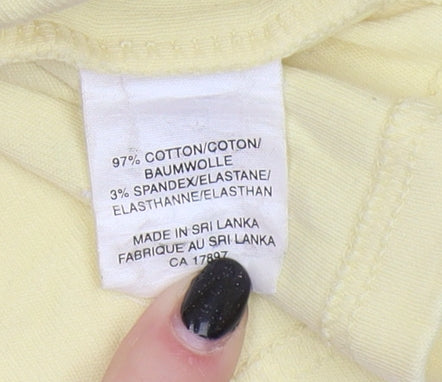 97% COTTON/COTON/
BAUMWOLLE
3% SPANDEX/ELASTANE/
ELASTHANNE/ELASTHAN
MADE IN SRI LANKA
FABRIQUE AU SRI LANKA
CA 17897